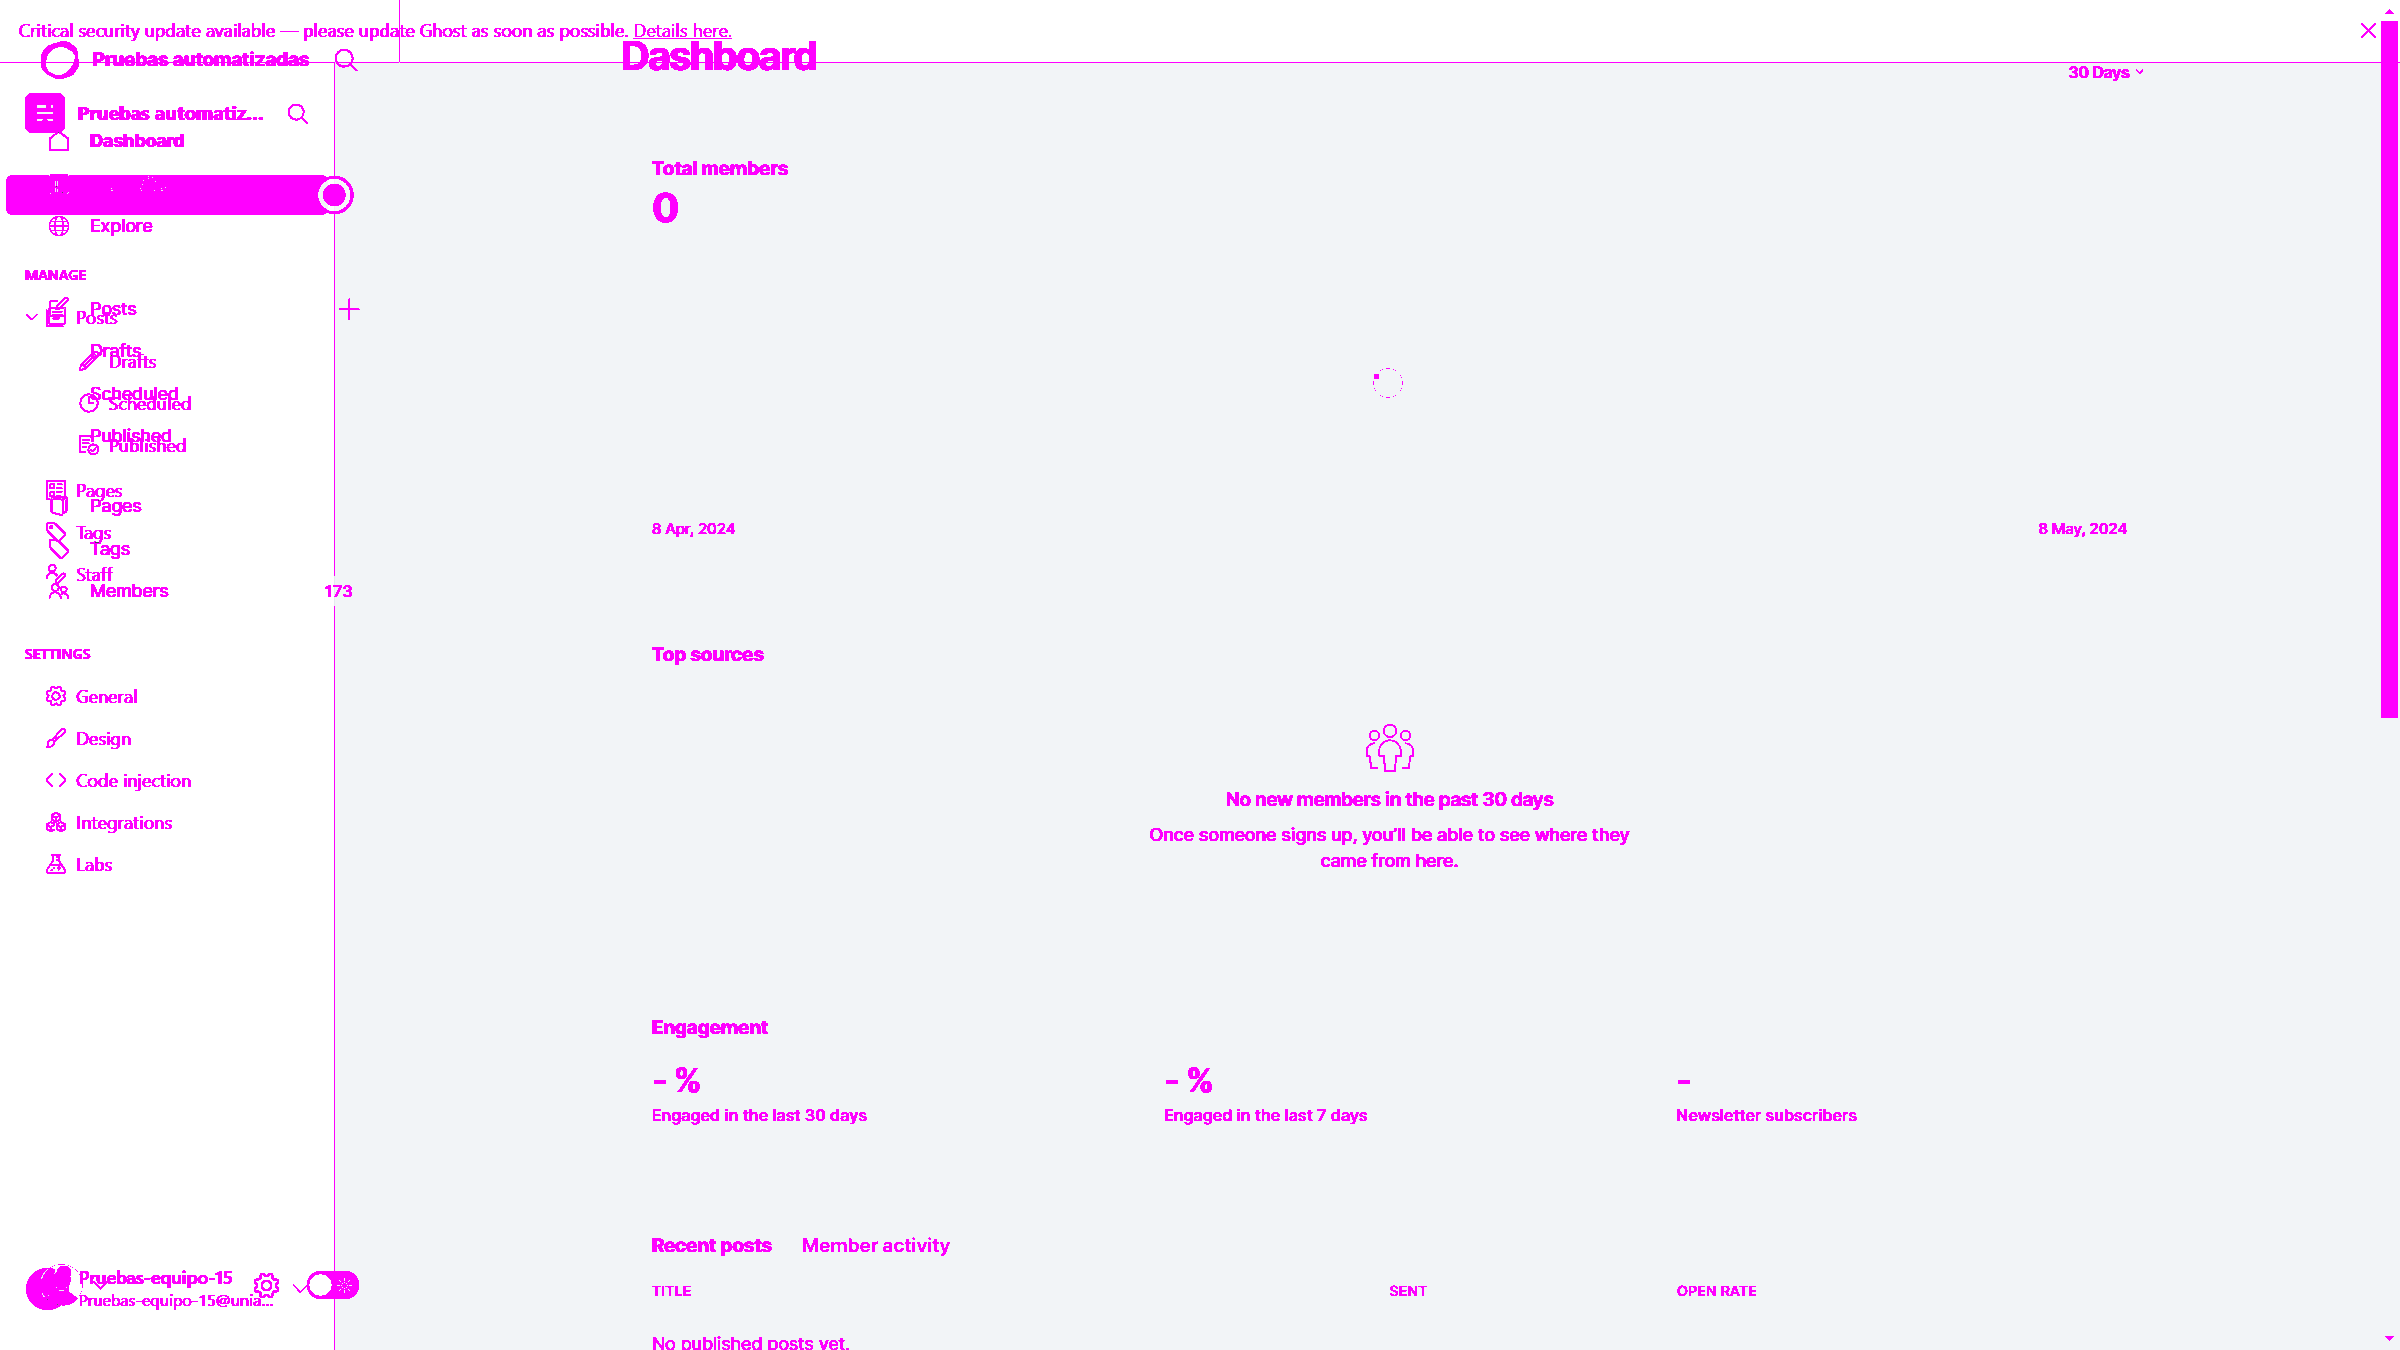 Critical security update available — please update Ghost as soon as possible. Details here.
Pruebas automatizadas
Dashboard
30 Days
Pruebas automatiz...
Dashboard
Explore
MANAGE
Posts
Posts
Drafts
Drafts
Scheduled
Scheduled
Published
Published
Pages
Pages
Tags
Tags
Staff
Members
173
SETTINGS
General
Design
Code injection
Integrations
Labs
Pruebas-equipo-15
Pruebas-equipo-15@unia...
Total members
0
8 Apr, 2024
8 May, 2024
Top sources
No new members in the past 30 days
Once someone signs up, you'll be able to see where they
came from here.
Engagement
- %
Engaged in the last 30 days
- %
Engaged in the last 7 days
-
Newsletter subscribers
Recent posts
Member activity
TITLE
SENT
OPEN RATE
No published posts yet.